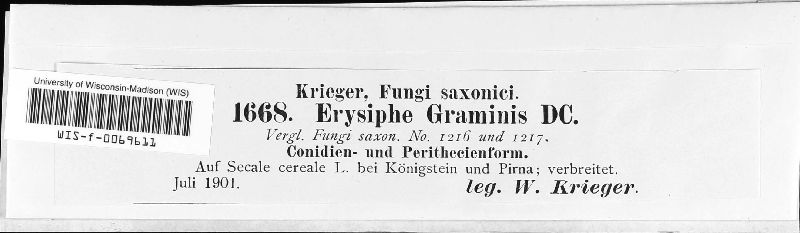 University of Wisconsin-Madison (WIS)
WIS-f-0069611
Krieger, Fungi saxonici.
1668. Erysiphe Graminis DC.
Vergl. Fungi saxon. No. 1216 und 1217.
Conidien- und Perithecienform.
Auf Secale cereale L. bei Königstein und Pirna; verbreitet.
Juli 1901. leg. W. Krieger.